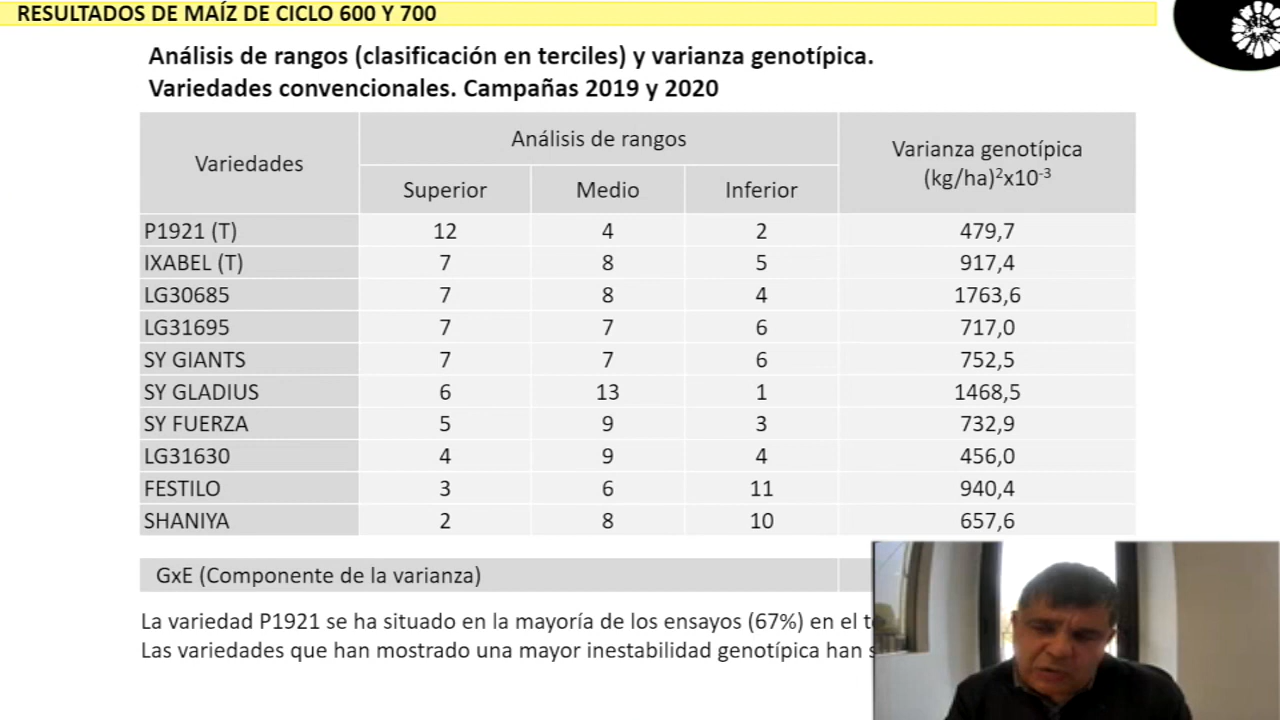 RESULTADOS DE MAÍZ DE CICLO 600 Y 700
Análisis de rangos (clasificación en terciles) y varianza genotípica.
Variedades convencionales. Campañas 2019 y 2020
Variedades Análisis de rangos Varianza genotípica (kg/ha)²x10⁻³
Superior Medio Inferior
P1921 (T) 12 4 2 479,7
IXABEL (T) 7 8 5 917,4
LG30685 7 8 4 1763,6
LG31695 7 7 6 717,0
SY GIANTS 7 7 6 752,5
SY GLADIUS 6 13 1 1468,5
SY FUERZA 5 9 3 732,9
LG31630 4 9 4 456,0
FESTILO 3 6 11 940,4
SHANIYA 2 8 10 657,6
GxE (Componente de la varianza)
La variedad P1921 se ha situado en la mayoría de los ensayos (67%) en el
Las variedades que han mostrado una mayor inestabilidad genotípica han